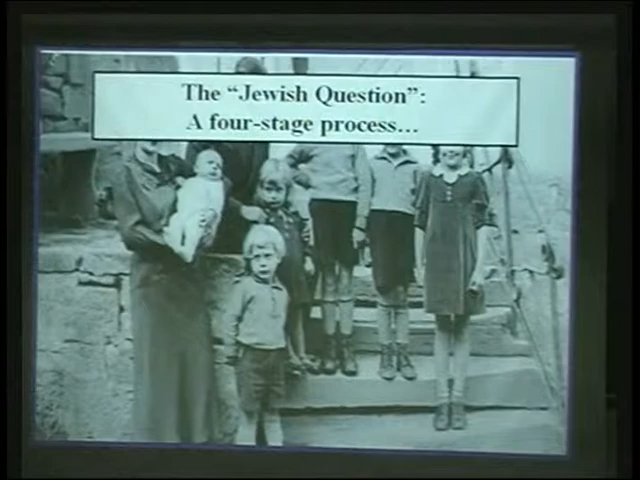 The “Jewish Question”:
A four-stage process…